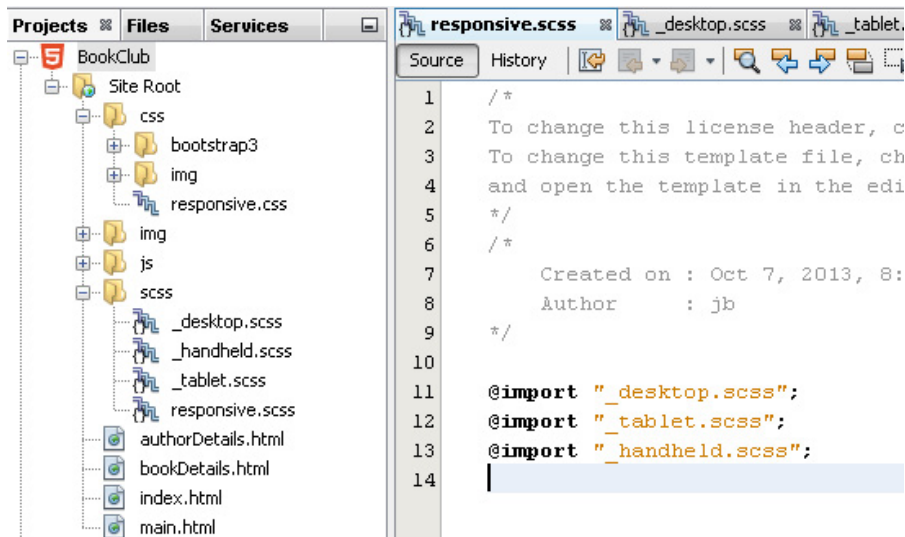 Projects Files Services
BookClub
Site Root
css
bootstrap3
img
responsive.css
img
js
scss
_desktop.scss
_handheld.scss
_tablet.scss
responsive.scss
authorDetails.html
bookDetails.html
index.html
main.html
responsive.scss _desktop.scss _tablet.
Source History
1 /*
2 To change this license header, c
3 To change this template file, ch
4 and open the template in the edi
5 */
6 /*
7 Created on : Oct 7, 2013, 8:
8 Author : jb
9 */
10
11 @import "_desktop.scss";
12 @import "_tablet.scss";
13 @import "_handheld.scss";
14